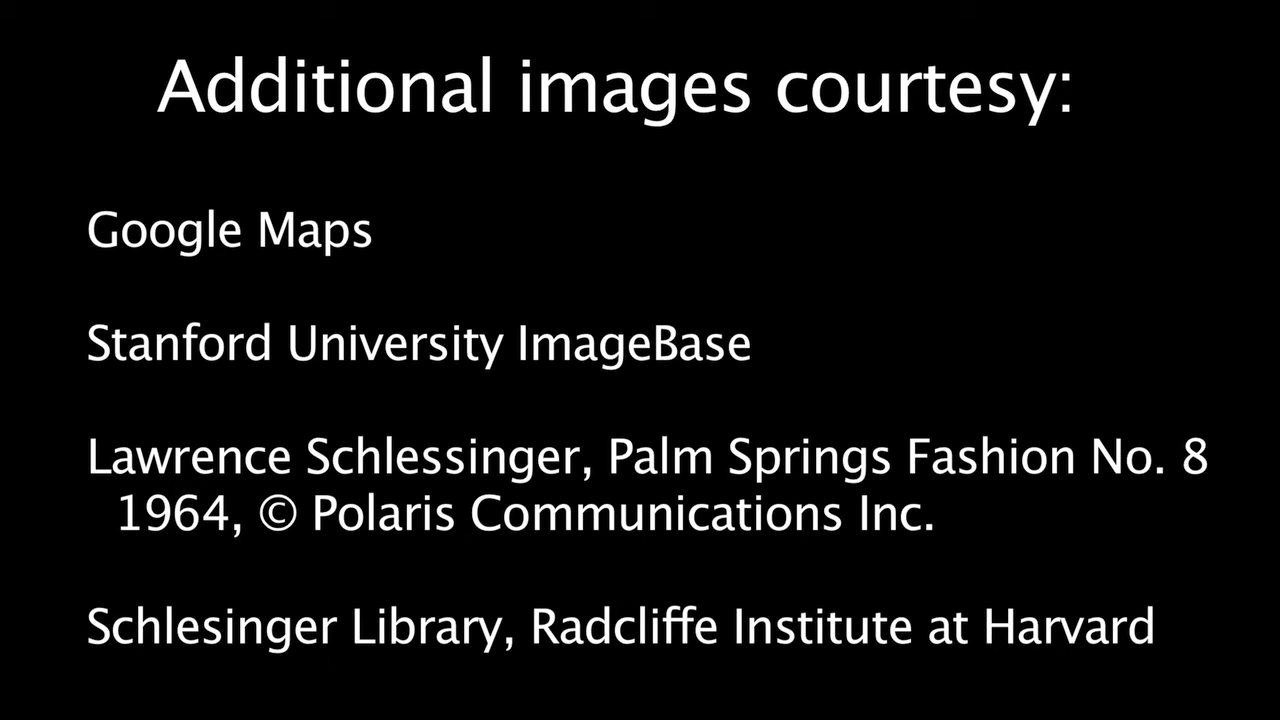 Additional images courtesy:
Google Maps
Stanford University ImageBase
Lawrence Schlessinger, Palm Springs Fashion No. 8
1964, © Polaris Communications Inc.
Schlesinger Library, Radcliffe Institute at Harvard